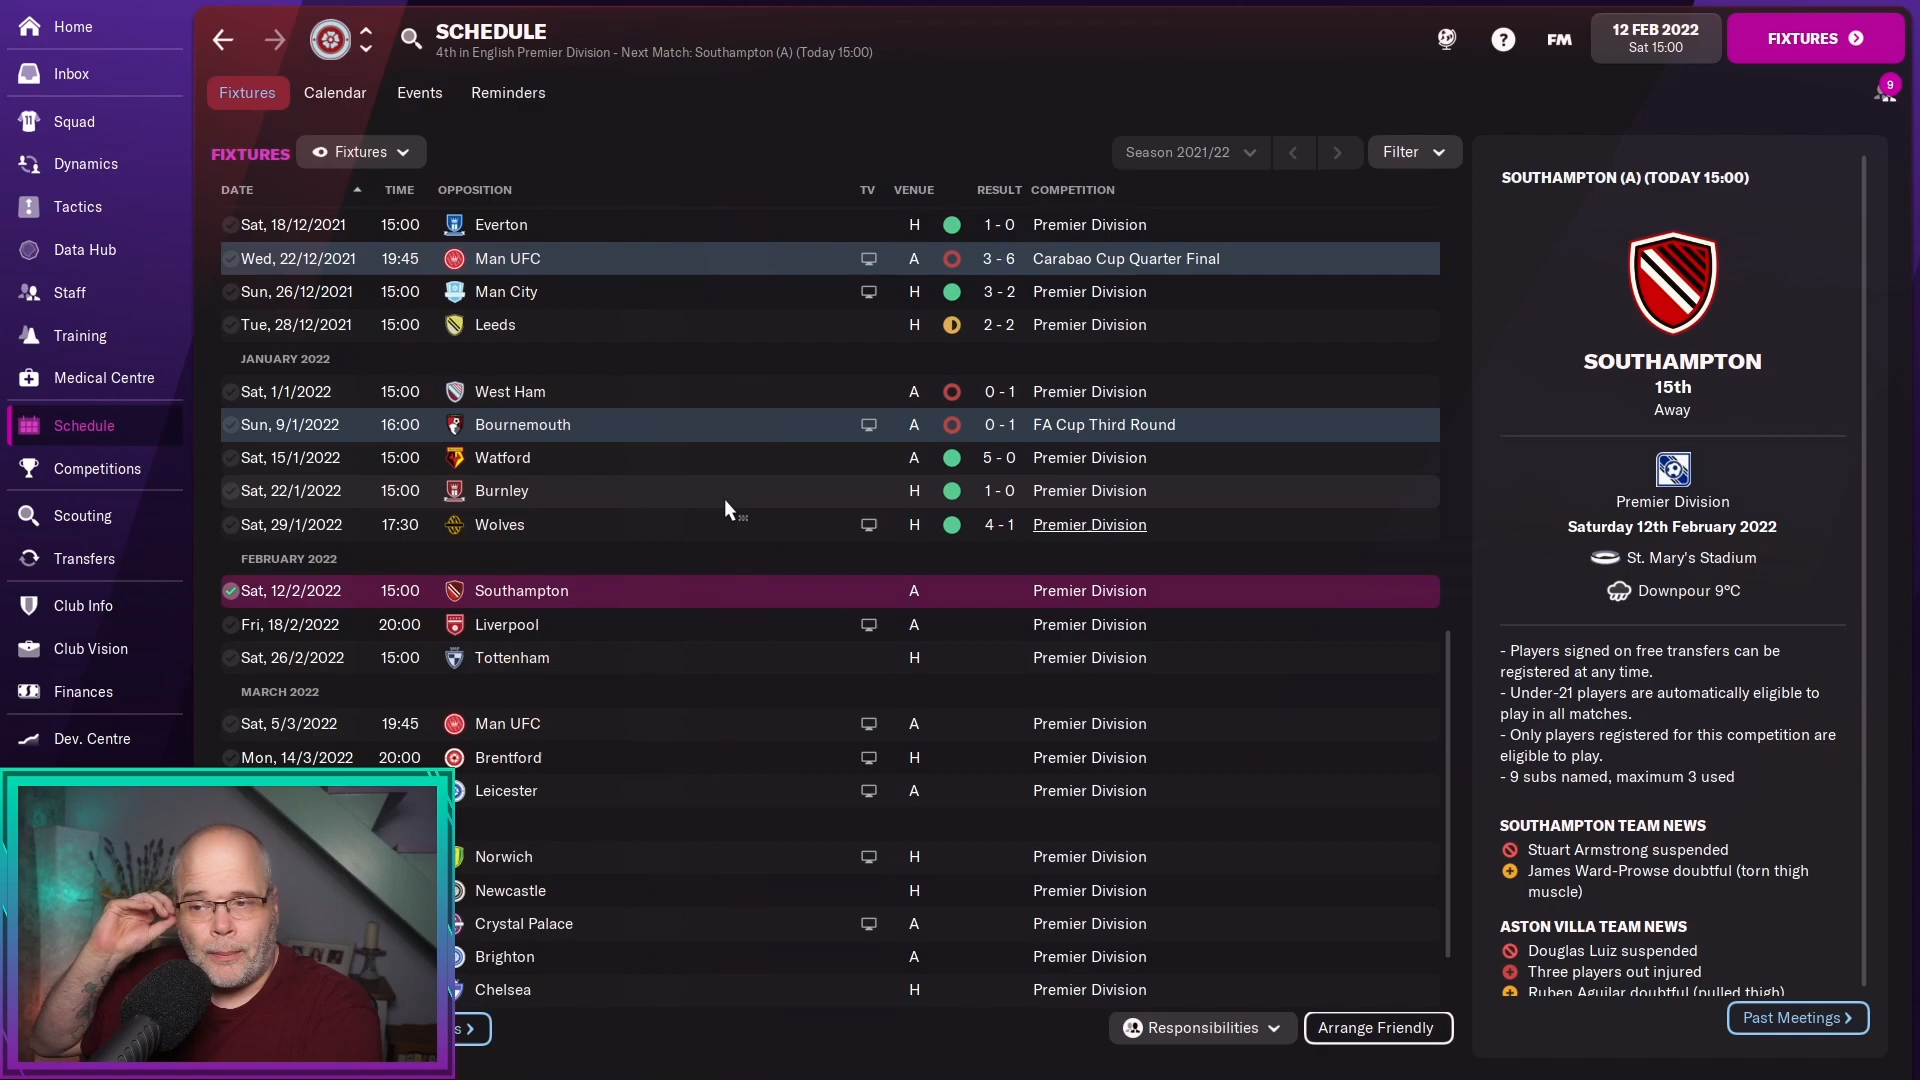 Home
Inbox
Squad
Dynamics
Tactics
Data Hub
Staff
Training
Medical Centre
Schedule
Competitions
Scouting
Transfers
Club Info
Club Vision
Finances
Dev. Centre
SCHEDULE
4th in English Premier Division - Next Match: Southampton (A) (Today 15:00)
FM
12 FEB 2022
Sat 15:00
FIXTURES
9
Fixtures Calendar Events Reminders
FIXTURES Fixtures Season 2021/22 Filter
DATE TIME OPPOSITION TV VENUE RESULT COMPETITION
Sat, 18/12/2021 15:00 Everton H 1 - 0 Premier Division
Wed, 22/12/2021 19:45 Man UFC A 3 - 6 Carabao Cup Quarter Final
Sun, 26/12/2021 15:00 Man City H 3 - 2 Premier Division
Tue, 28/12/2021 15:00 Leeds H 2 - 2 Premier Division
JANUARY 2022
Sat, 1/1/2022 15:00 West Ham A 0 - 1 Premier Division
Sun, 9/1/2022 16:00 Bournemouth A 0 - 1 FA Cup Third Round
Sat, 15/1/2022 15:00 Watford A 5 - 0 Premier Division
Sat, 22/1/2022 15:00 Burnley H 1 - 0 Premier Division
Sat, 29/1/2022 17:30 Wolves H 4 - 1 Premier Division
FEBRUARY 2022
Sat, 12/2/2022 15:00 Southampton A Premier Division
Fri, 18/2/2022 20:00 Liverpool A Premier Division
Sat, 26/2/2022 15:00 Tottenham H Premier Division
MARCH 2022
Sat, 5/3/2022 19:45 Man UFC A Premier Division
Mon, 14/3/2022 20:00 Brentford H Premier Division
Leicester A Premier Division
Norwich H Premier Division
Newcastle H Premier Division
Crystal Palace A Premier Division
Brighton A Premier Division
Chelsea H Premier Division
Responsibilities Arrange Friendly
SOUTHAMPTON (A) (TODAY 15:00)
SOUTHAMPTON
15th
Away
Premier Division
Saturday 12th February 2022
St. Mary's Stadium
Downpour 9°C
- Players signed on free transfers can be
registered at any time.
- Under-21 players are automatically eligible to
play in all matches.
- Only players registered for this competition are
eligible to play.
- 9 subs named, maximum 3 used
SOUTHAMPTON TEAM NEWS
Stuart Armstrong suspended
James Ward-Prowse doubtful (torn thigh
muscle)
ASTON VILLA TEAM NEWS
Douglas Luiz suspended
Three players out injured
Ruben Aguilar doubtful (pulled thigh)
Past Meetings